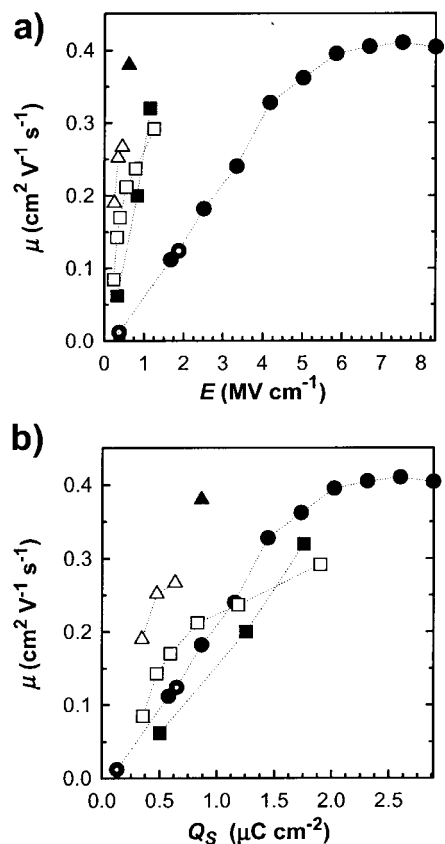 a)
0.4
0.3
0.2
0.1
0.0
μ (cm² V⁻¹ s⁻¹)
0 1 2 3 4 5 6 7 8
E (MV cm⁻¹)
b)
0.4
0.3
0.2
0.1
0.0
μ (cm² V⁻¹ s⁻¹)
0.0 0.5 1.0 1.5 2.0 2.5
Q_S (μC cm⁻²)